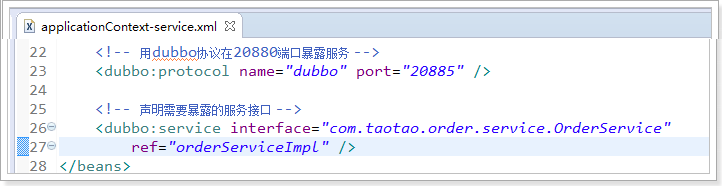 applicationContext-service.xml
22 <!-- 用dubbo协议在20880端口暴露服务 -->
23 <dubbo:protocol name="dubbo" port="20885" />
24
25 <!-- 声明需要暴露的服务接口 -->
26 <dubbo:service interface="com.taotao.order.service.OrderService"
27 ref="orderServiceImpl" />
28 </beans>